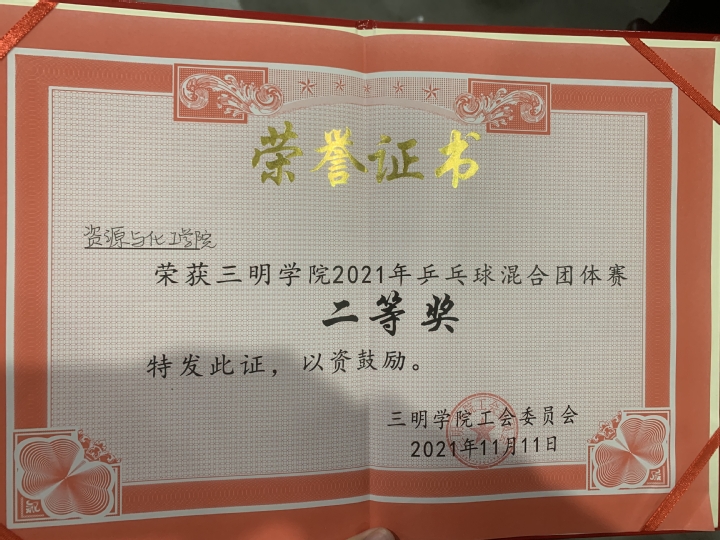 荣誉证书
资源与化工学院
荣获三明学院2021年乒乓球混合团体赛
二等奖
特发此证，以资鼓励。
三明学院工会委员会
2021年11月11日